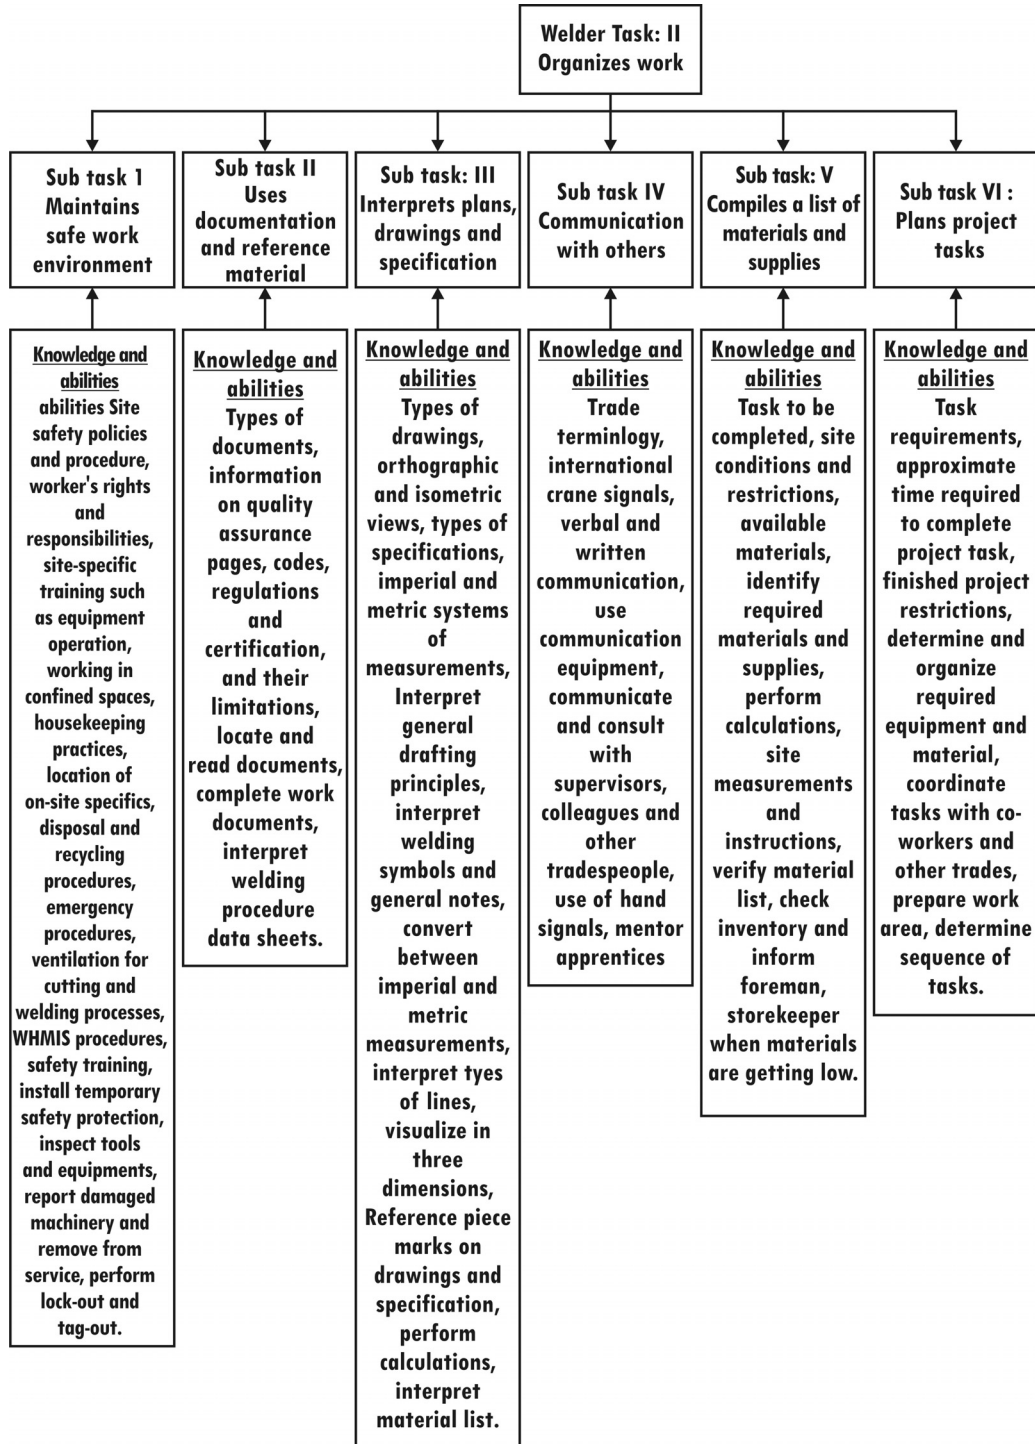 Welder Task: II
Organizes work
Sub task 1
Maintains
safe work
environment
Sub task II
Uses
documentation
and reference
material
Sub task: III
Interprets plans,
drawings and
specification
Sub task IV
Communication
with others
Sub task: V
Compiles a list of
materials and
supplies
Sub task VI :
Plans project
tasks
Knowledge and
abilities
abilities Site
safety policies
and procedure,
worker's rights
and
responsibilities,
site-specific
training such
as equipment
operation,
working in
confined spaces,
housekeeping
practices,
location of
on-site specifics,
disposal and
recycling
procedures,
emergency
procedures,
ventilation for
cutting and
welding processes,
WHMIS procedures,
safety training,
install temporary
safety protection,
inspect tools
and equipments,
report damaged
machinery and
remove from
service, perform
lock-out and
tag-out.
Knowledge and
abilities
Types of
documents,
information
on quality
assurance
pages, codes,
regulations
and
certification,
and their
limitations,
locate and
read documents,
complete work
documents,
interpret
welding
procedure
data sheets.
Knowledge and
abilities
Types of
drawings,
orthographic
and isometric
views, types of
specifications,
imperial and
metric systems
of
measurements,
Interpret
general
drafting
principles,
interpret
welding
symbols and
general notes,
convert
between
imperial and
metric
measurements,
interpret tyes
of lines,
visualize in
three
dimensions,
Reference piece
marks on
drawings and
specification,
perform
calculations,
interpret
material list.
Knowledge and
abilities
Trade
terminlogy,
international
crane signals,
verbal and
written
communication,
use
communication
equipment,
communicate
and consult
with
supervisors,
colleagues and
other
tradespeople,
use of hand
signals, mentor
apprentices
Knowledge and
abilities
Task to be
completed, site
conditions and
restrictions,
available
materials,
identify
required
materials and
supplies,
perform
calculations,
site
measurements
and
instructions,
verify material
list, check
inventory and
inform
foreman,
storekeeper
when materials
are getting low.
Knowledge and
abilities
Task
requirements,
approximate
time required
to complete
project task,
finished project
restrictions,
determine and
organize
required
equipment and
material,
coordinate
tasks with co-
workers and
other trades,
prepare work
area, determine
sequence of
tasks.